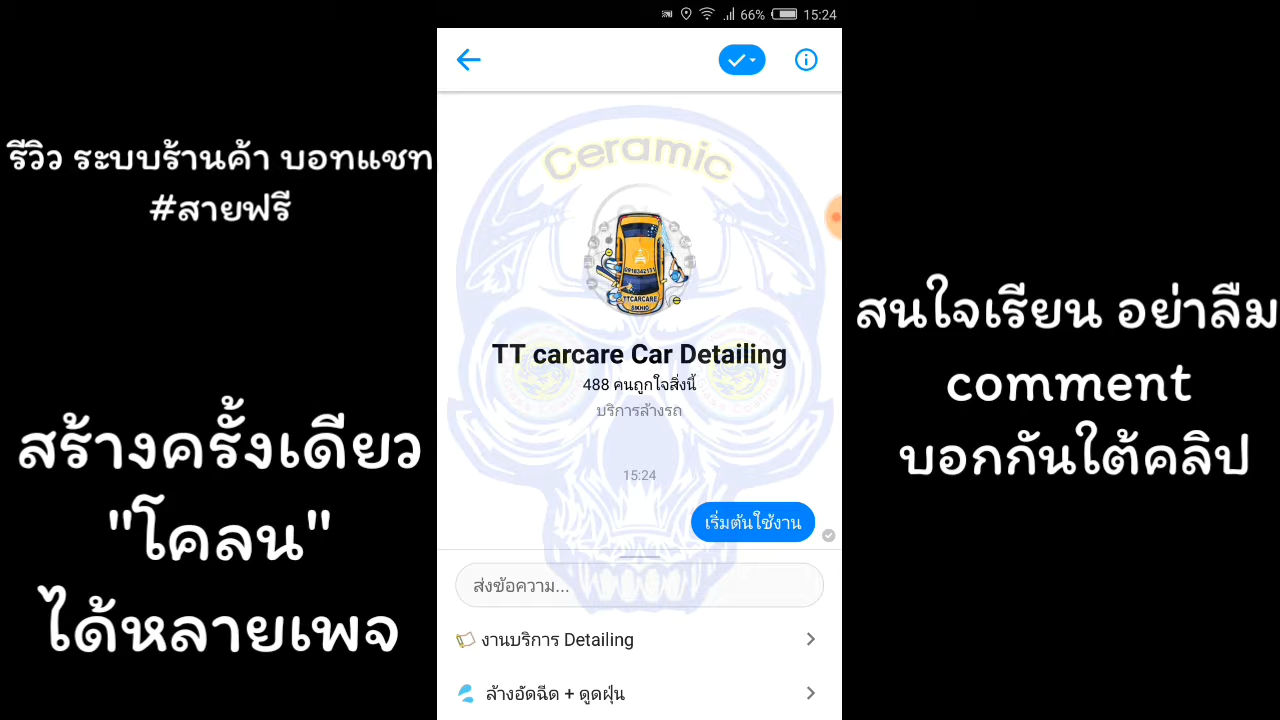 66% 15:24
รีวิว ระบบร้านค้า บอทแชท
#สายฟรี
สร้างครั้งเดียว
"โคลน"
ได้หลายเพจ
Ceramic
TTCARCARE
SIKHIO
TT carcare Car Detailing
488 คนถูกใจสิ่งนี้
บริการล้างรถ
15:24
เริ่มต้นใช้งาน
ส่งข้อความ...
งานบริการ Detailing
ล้างอัดฉีด + ดูดฝุ่น
สนใจเรียน อย่าลืม
comment
บอกกันใต้คลิป